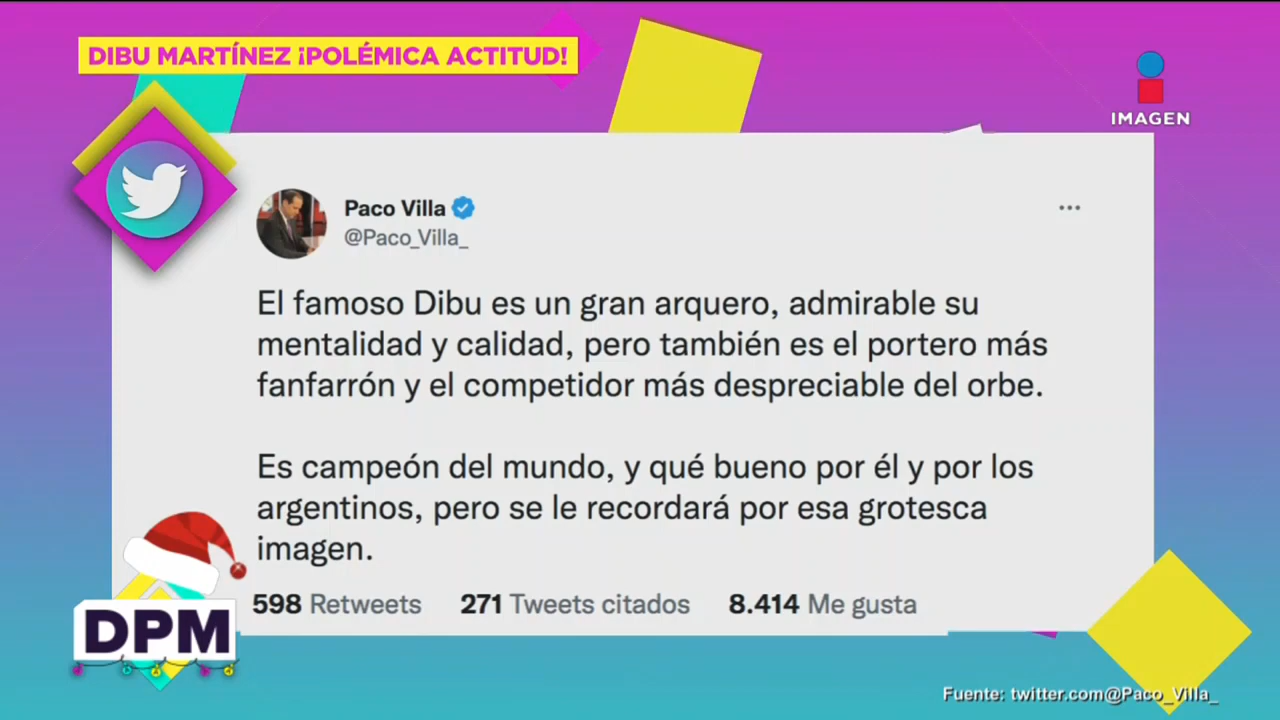 DIBU MARTÍNEZ ¡POLÉMICA ACTITUD!
IMAGEN
Paco Villa
@Paco_Villa_
El famoso Dibu es un gran arquero, admirable su
mentalidad y calidad, pero también es el portero más
fanfarrón y el competidor más despreciable del orbe.
Es campeón del mundo, y qué bueno por él y por los
argentinos, pero se le recordará por esa grotesca
imagen.
598 Retweets 271 Tweets citados 8.414 Me gusta
DPM
Fuente: twitter.com@Paco_Villa_